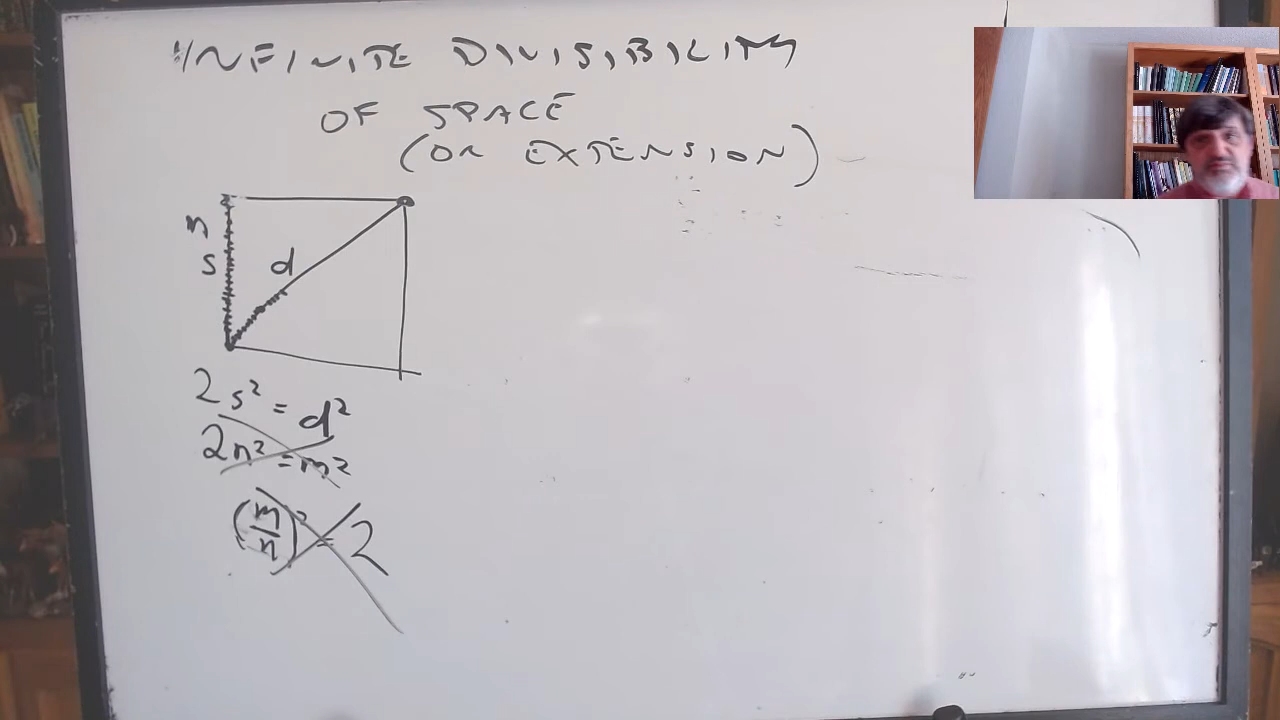 INFINITE DIVISIBILITY
OF SPACE
(OR EXTENSION)
n
s
d
2s² = d²
2n² = m²
(m/n)² = 2